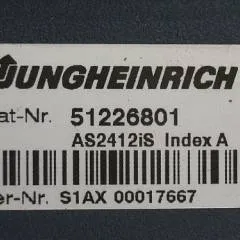 JUNGHEINRICH
at-Nr. 51226801
AS2412iS Index A
er-Nr. S1AX 00017667